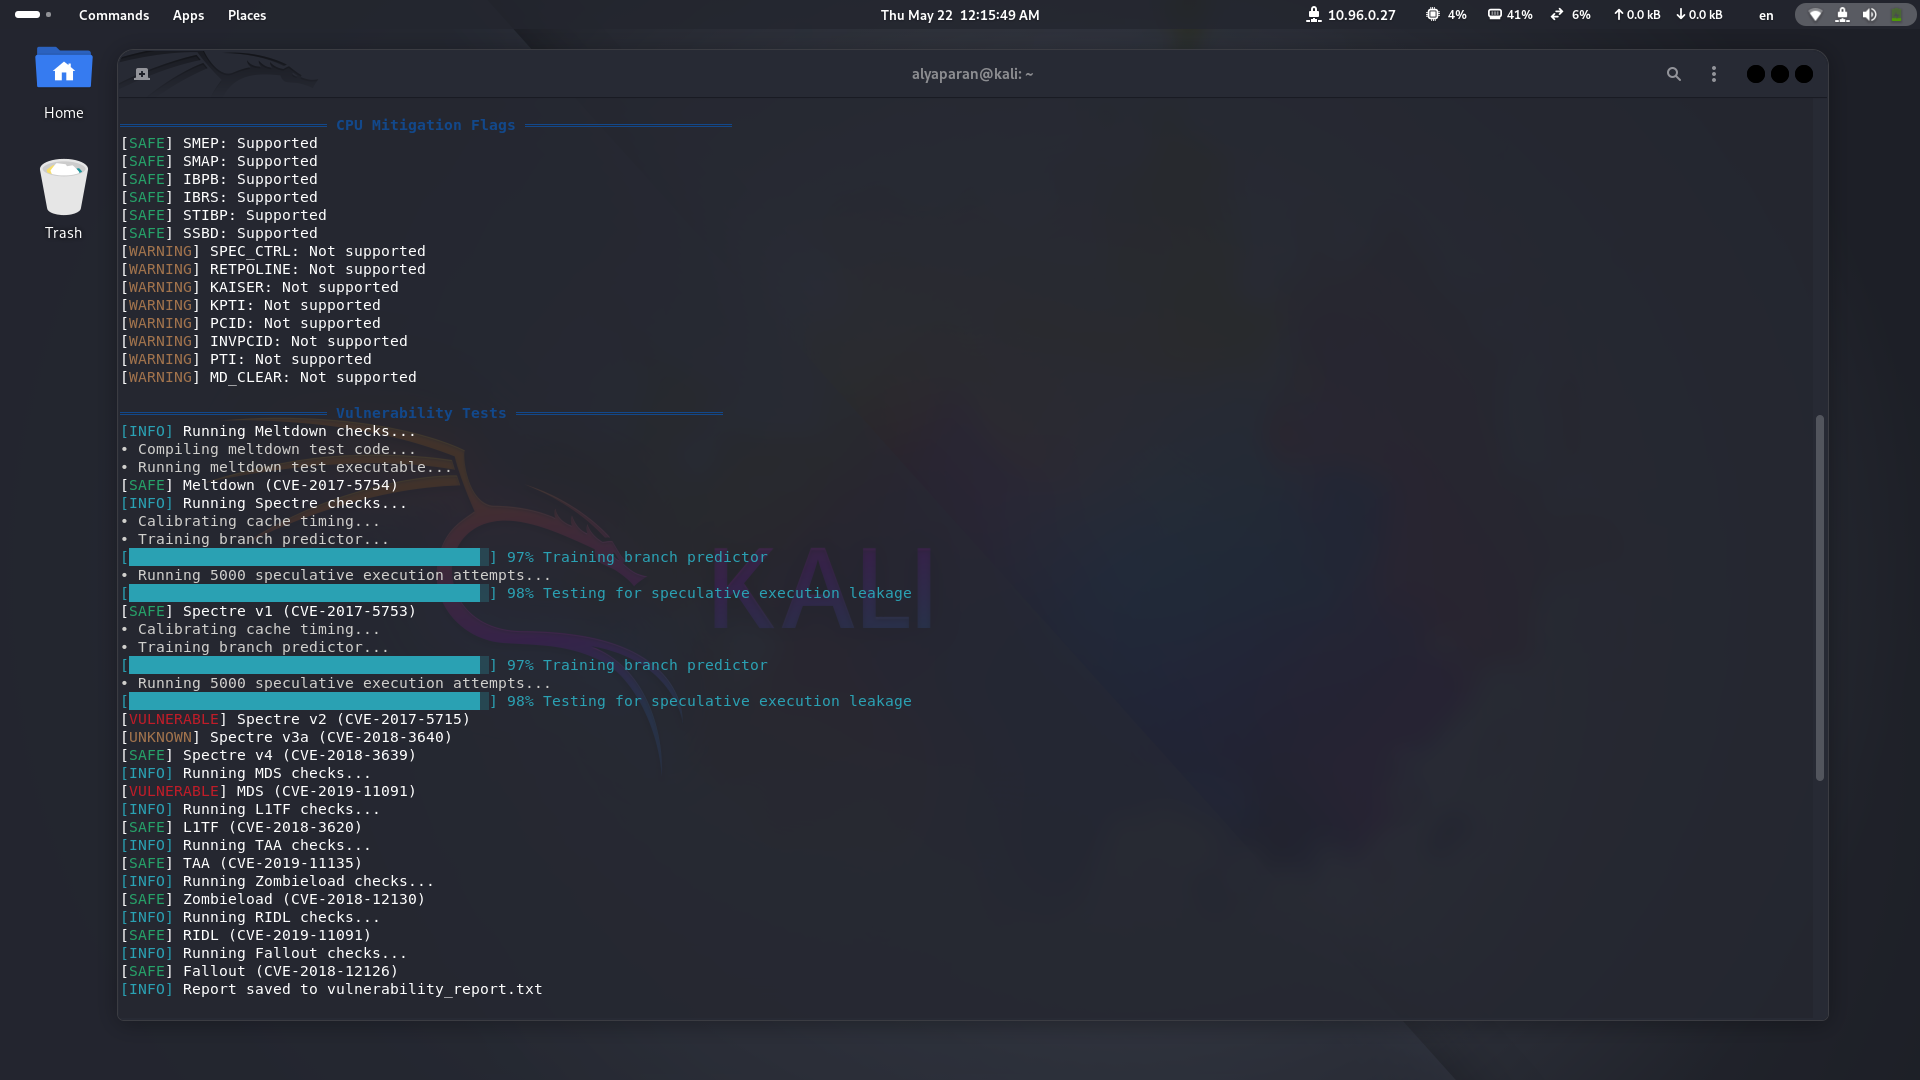 Commands Apps Places Thu May 22 12:15:49 AM 10.96.0.27 4% 41% 6% 0.0 kB 0.0 kB en
alyaparan@kali: ~
Home
Trash
CPU Mitigation Flags
[SAFE] SMEP: Supported
[SAFE] SMAP: Supported
[SAFE] IBPB: Supported
[SAFE] IBRS: Supported
[SAFE] STIBP: Supported
[SAFE] SSBD: Supported
[WARNING] SPEC_CTRL: Not supported
[WARNING] RETPOLINE: Not supported
[WARNING] KAISER: Not supported
[WARNING] KPTI: Not supported
[WARNING] PCID: Not supported
[WARNING] INVPCID: Not supported
[WARNING] PTI: Not supported
[WARNING] MD_CLEAR: Not supported
Vulnerability Tests
[INFO] Running Meltdown checks...
• Compiling meltdown test code...
• Running meltdown test executable...
[SAFE] Meltdown (CVE-2017-5754)
[INFO] Running Spectre checks...
• Calibrating cache timing...
• Training branch predictor...
[ ] 97% Training branch predictor
• Running 5000 speculative execution attempts...
[ ] 98% Testing for speculative execution leakage
[SAFE] Spectre v1 (CVE-2017-5753)
• Calibrating cache timing...
• Training branch predictor...
[ ] 97% Training branch predictor
• Running 5000 speculative execution attempts...
[ ] 98% Testing for speculative execution leakage
[VULNERABLE] Spectre v2 (CVE-2017-5715)
[UNKNOWN] Spectre v3a (CVE-2018-3640)
[SAFE] Spectre v4 (CVE-2018-3639)
[INFO] Running MDS checks...
[VULNERABLE] MDS (CVE-2019-11091)
[INFO] Running L1TF checks...
[SAFE] L1TF (CVE-2018-3620)
[INFO] Running TAA checks...
[SAFE] TAA (CVE-2019-11135)
[INFO] Running Zombieload checks...
[SAFE] Zombieload (CVE-2018-12130)
[INFO] Running RIDL checks...
[SAFE] RIDL (CVE-2019-11091)
[INFO] Running Fallout checks...
[SAFE] Fallout (CVE-2018-12126)
[INFO] Report saved to vulnerability_report.txt
KALI